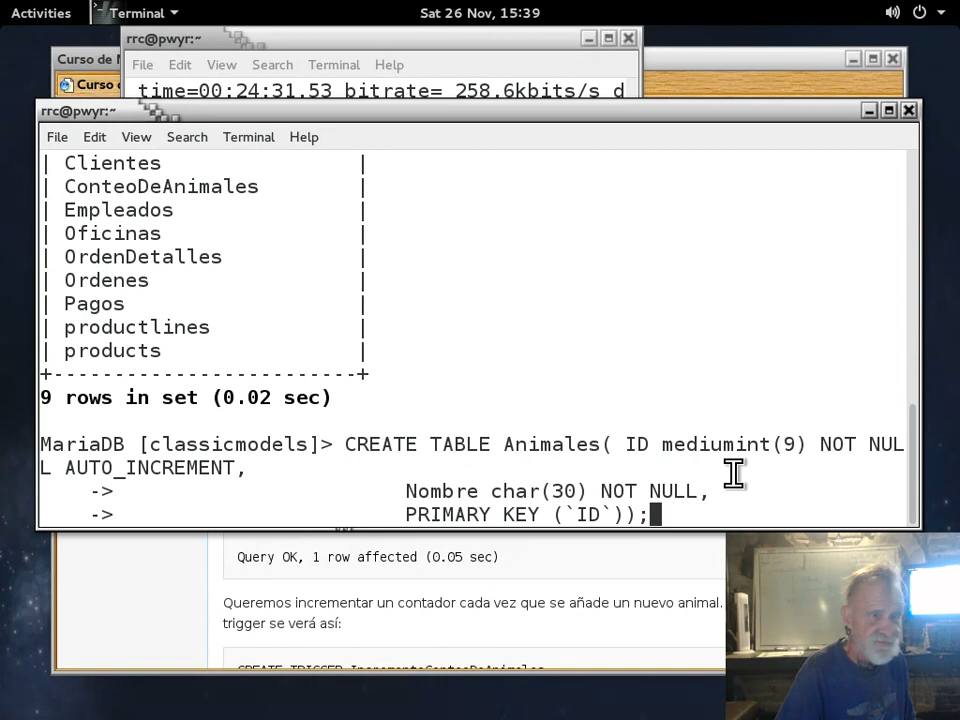 Activities Terminal Sat 26 Nov, 15:39
rrc@pwyr:~
File Edit View Search Terminal Help
Curso de
Curso
time=00:24:31.53 bitrate= 258.6kbits/s d
rrc@pwyr:~
File Edit View Search Terminal Help
| Clientes |
| ConteoDeAnimales |
| Empleados |
| Oficinas |
| OrdenDetalles |
| Ordenes |
| Pagos |
| productlines |
| products |
+------------------------+
9 rows in set (0.02 sec)
MariaDB [classicmodels]> CREATE TABLE Animales( ID mediumint(9) NOT NUL
L AUTO_INCREMENT,
-> Nombre char(30) NOT NULL,
-> PRIMARY KEY (`ID`));
Query OK, 1 row affected (0.05 sec)
Queremos incrementar un contador cada vez que se añade un nuevo animal.
trigger se verá así:
CREATE TRIGGER IncrementoConteoDeAnimales